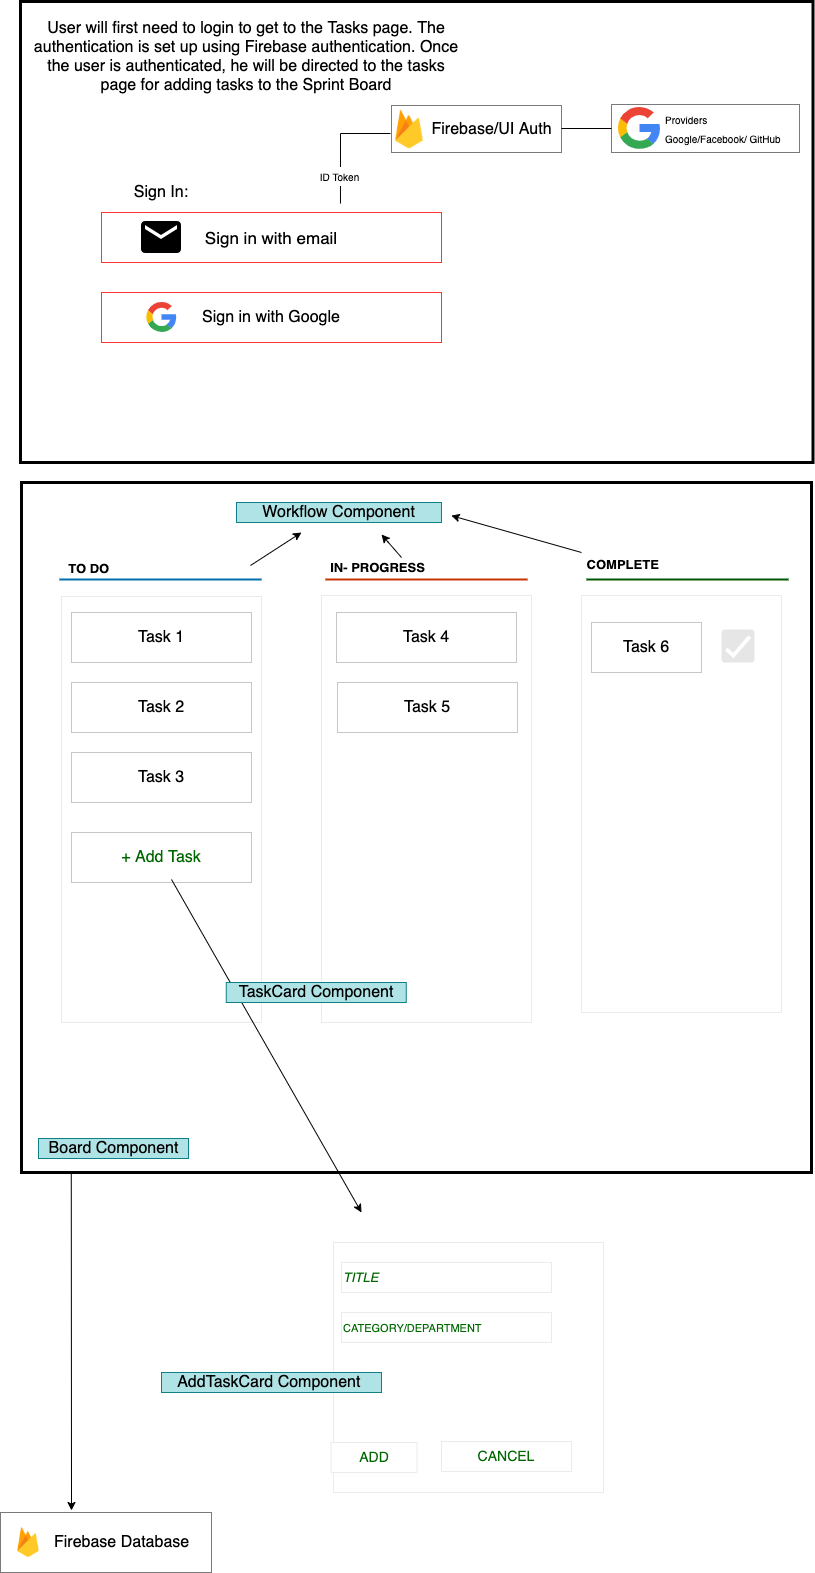 User will first need to login to get to the Tasks page. The
authentication is set up using Firebase authentication. Once
the user is authenticated, he will be directed to the tasks
page for adding tasks to the Sprint Board
Firebase/UI Auth
Providers
Google/Facebook/ GitHub
ID Token
Sign In:
Sign in with email
Sign in with Google
Workflow Component
TO DO
IN- PROGRESS
COMPLETE
Task 1
Task 4
Task 6
Task 2
Task 5
Task 3
+ Add Task
TaskCard Component
Board Component
TITLE
CATEGORY/DEPARTMENT
AddTaskCard Component
ADD
CANCEL
Firebase Database